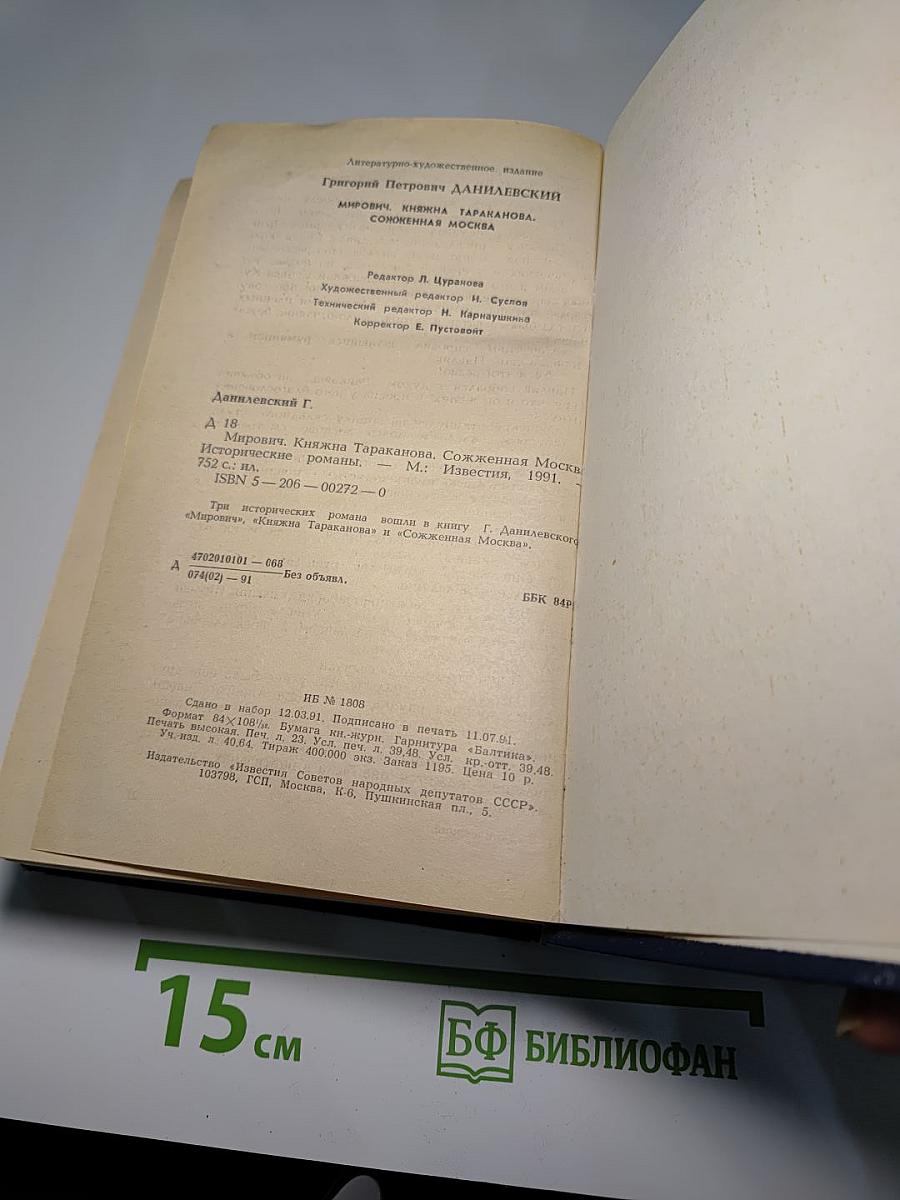 Литературно-художественное издание
Григорий Петрович ДАНИЛЕВСКИЙ
МИРОВИЧ. КНЯЖНА ТАРАКАНОВА.
СОЖЖЕННАЯ МОСКВА
Редактор Л. Цуранова
Художественный редактор И. Суслов
Технический редактор Н. Карнаушкина
Корректор Е. Пустовойт
Данилевский Г.
Д 18
Мирович. Княжна Тараканова. Сожженная Москва
Исторические романы. — М.: Известия, 1991. —
752 с.: ил.
ISBN 5—206—00272—0
Три исторических романа вошли в книгу Г. Данилевского
«Мирович», «Княжна Тараканова» и «Сожженная Москва».
Д 4702010101 — 068
074(02) — 91 Без объявл.
ББК 84Р
ИБ № 1808
Сдано в набор 12.03.91. Подписано в печать 11.07.91.
Формат 84×108 1/32. Бумага кн.-журн. Гарнитура «Балтика».
Печать высокая. Печ. л. 23. Усл. печ. л. 39,48. Усл. кр.-отт. 39,48.
Уч.-изд. л. 40,64. Тираж 400.000 экз. Заказ 1195. Цена 10 р.
Издательство «Известия Советов народных депутатов СССР».
103798, ГСП, Москва, К-6, Пушкинская пл., 5.
15 см
БФ БИБЛИОФАН